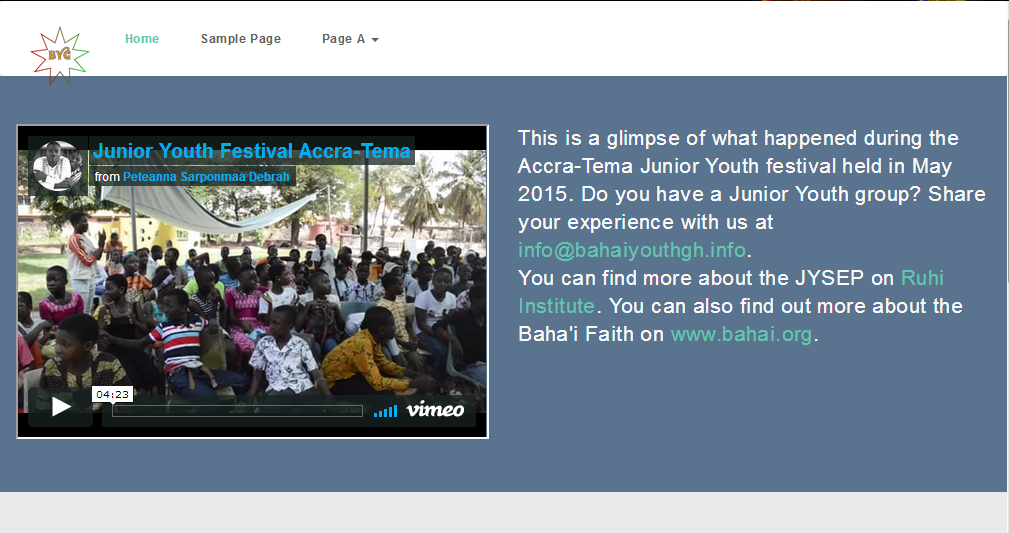 BYG
Home
Sample Page
Page A
Junior Youth Festival Accra-Tema
from Peteanna Sarponmaa Debrah
04:23
vimeo
This is a glimpse of what happened during the
Accra-Tema Junior Youth festival held in May
2015. Do you have a Junior Youth group? Share
your experience with us at
info@bahaiyouthgh.info.
You can find more about the JYSEP on Ruhi
Institute. You can also find out more about the
Baha'i Faith on www.bahai.org.